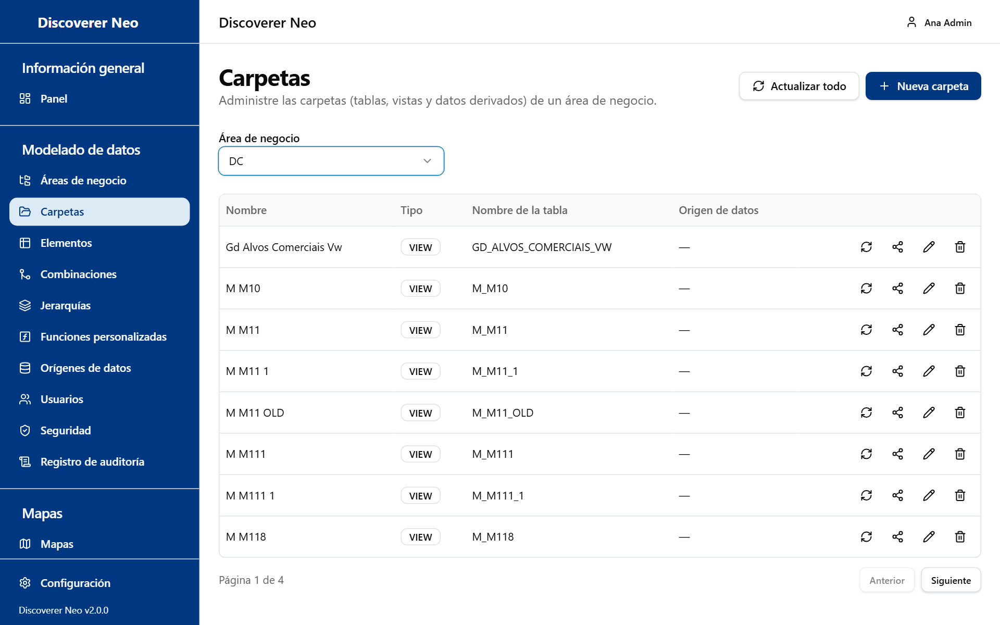 Discoverer Neo
Información general
Panel
Modelado de datos
Áreas de negocio
Carpetas
Elementos
Combinaciones
Jerarquías
Funciones personalizadas
Orígenes de datos
Usuarios
Seguridad
Registro de auditoría
Mapas
Mapas
Configuración
Discoverer Neo v2.0.0
Discoverer Neo
Ana Admin
Carpetas
Administre las carpetas (tablas, vistas y datos derivados) de un área de negocio.
Actualizar todo
Nueva carpeta
Área de negocio
DC
Nombre Tipo Nombre de la tabla Origen de datos
Gd Alvos Comerciais Vw VIEW GD_ALVOS_COMERCIAIS_VW —
M M10 VIEW M_M10 —
M M11 VIEW M_M11 —
M M11 1 VIEW M_M11_1 —
M M11 OLD VIEW M_M11_OLD —
M M111 VIEW M_M111 —
M M111 1 VIEW M_M111_1 —
M M118 VIEW M_M118 —
Página 1 de 4
Anterior
Siguiente